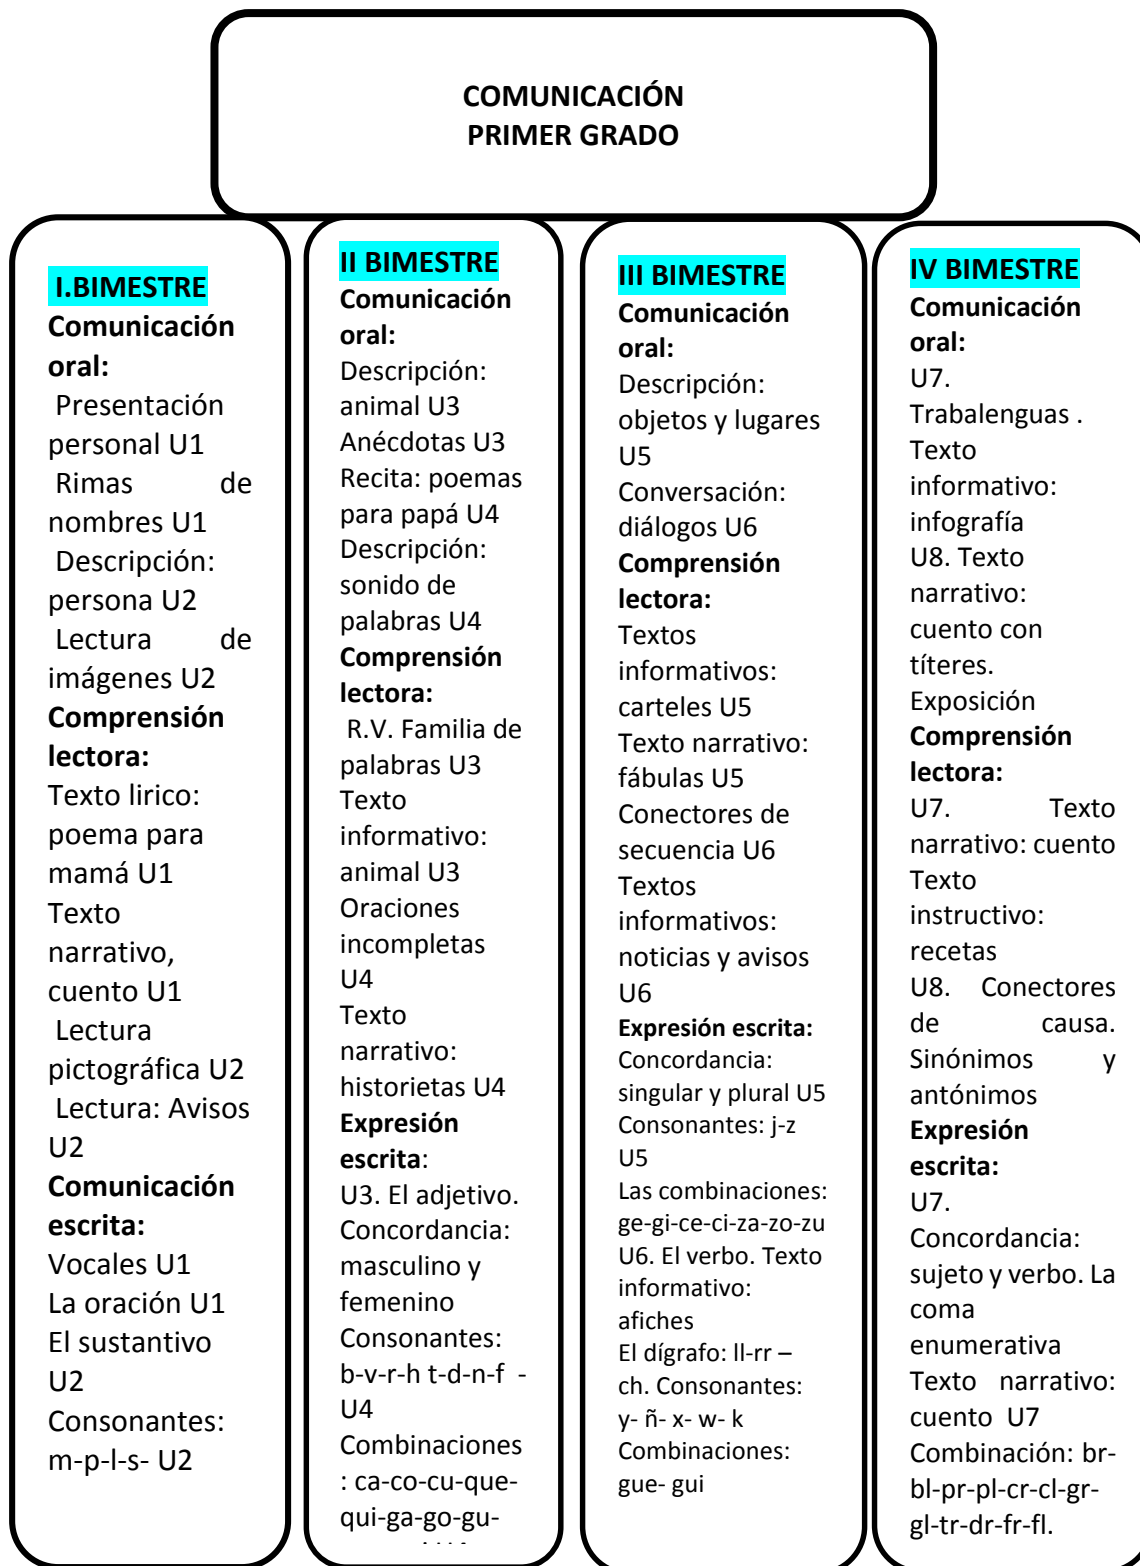 COMUNICACIÓN
PRIMER GRADO
I.BIMESTRE
Comunicación
oral:
Presentación
personal U1
Rimas de
nombres U1
Descripción:
persona U2
Lectura de
imágenes U2
Comprensión
lectora:
Texto lirico:
poema para
mamá U1
Texto
narrativo,
cuento U1
Lectura
pictográfica U2
Lectura: Avisos
U2
Comunicación
escrita:
Vocales U1
La oración U1
El sustantivo
U2
Consonantes:
m-p-l-s- U2
II BIMESTRE
Comunicación
oral:
Descripción:
animal U3
Anécdotas U3
Recita: poemas
para papá U4
Descripción:
sonido de
palabras U4
Comprensión
lectora:
R.V. Familia de
palabras U3
Texto
informativo:
animal U3
Oraciones
incompletas
U4
Texto
narrativo:
historietas U4
Expresión
escrita:
U3. El adjetivo.
Concordancia:
masculino y
femenino
Consonantes:
b-v-r-h t-d-n-f -
U4
Combinaciones
: ca-co-cu-que-
qui-ga-go-gu-
III BIMESTRE
Comunicación
oral:
Descripción:
objetos y lugares
U5
Conversación:
diálogos U6
Comprensión
lectora:
Textos
informativos:
carteles U5
Texto narrativo:
fábulas U5
Conectores de
secuencia U6
Textos
informativos:
noticias y avisos
U6
Expresión escrita:
Concordancia:
singular y plural U5
Consonantes: j-z
U5
Las combinaciones:
ge-gi-ce-ci-za-zo-zu
U6. El verbo. Texto
informativo:
afiches
El dígrafo: ll-rr –
ch. Consonantes:
y- ñ- x- w- k
Combinaciones:
gue- gui
IV BIMESTRE
Comunicación
oral:
U7.
Trabalenguas .
Texto
informativo:
infografía
U8. Texto
narrativo:
cuento con
títeres.
Exposición
Comprensión
lectora:
U7. Texto
narrativo: cuento
Texto
instructivo:
recetas
U8. Conectores
de causa.
Sinónimos y
antónimos
Expresión
escrita:
U7.
Concordancia:
sujeto y verbo. La
coma
enumerativa
Texto narrativo:
cuento U7
Combinación: br-
bl-pr-pl-cr-cl-gr-
gl-tr-dr-fr-fl.